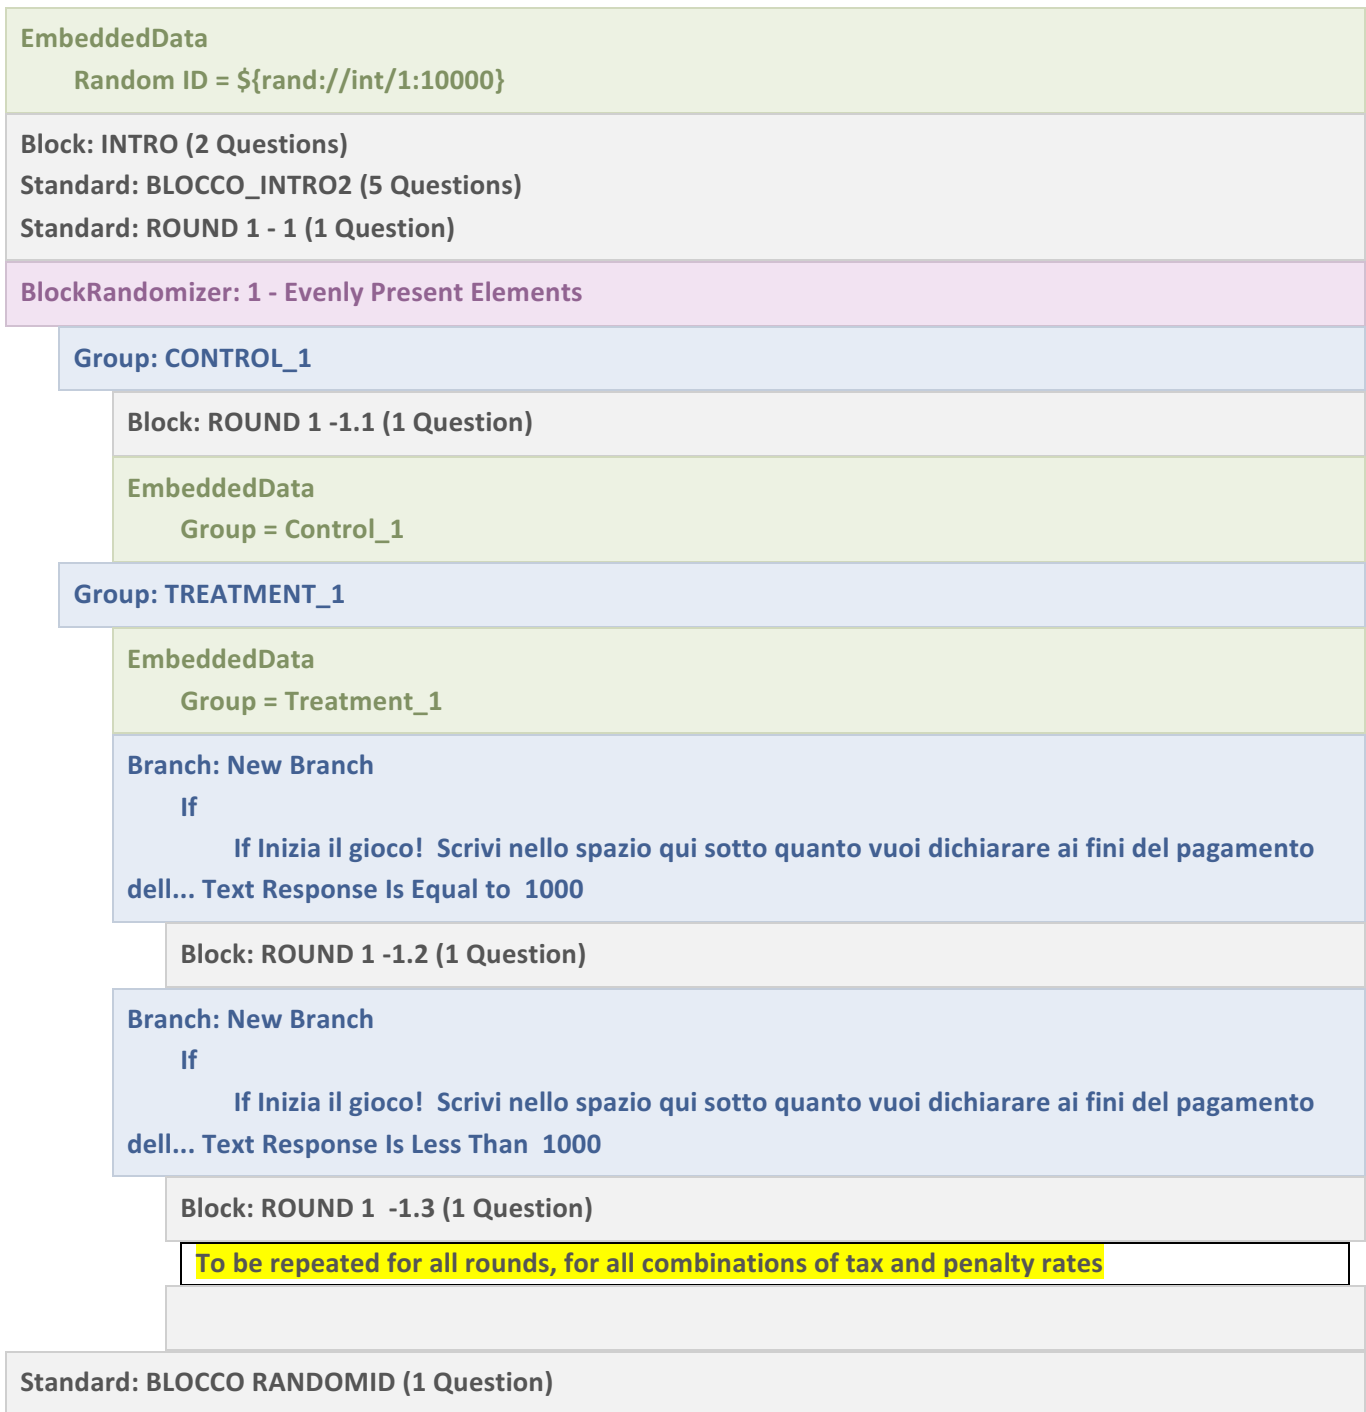 EmbeddedData
Random ID = ${rand://int/1:10000}
Block: INTRO (2 Questions)
Standard: BLOCCO_INTRO2 (5 Questions)
Standard: ROUND 1 - 1 (1 Question)
BlockRandomizer: 1 - Evenly Present Elements
Group: CONTROL_1
Block: ROUND 1 -1.1 (1 Question)
EmbeddedData
Group = Control_1
Group: TREATMENT_1
EmbeddedData
Group = Treatment_1
Branch: New Branch
If
If Inizia il gioco!  Scrivi nello spazio qui sotto quanto vuoi dichiarare ai fini del pagamento
dell... Text Response Is Equal to  1000
Block: ROUND 1 -1.2 (1 Question)
Branch: New Branch
If
If Inizia il gioco!  Scrivi nello spazio qui sotto quanto vuoi dichiarare ai fini del pagamento
dell... Text Response Is Less Than  1000
Block: ROUND 1  -1.3 (1 Question)
To be repeated for all rounds, for all combinations of tax and penalty rates
Standard: BLOCCO RANDOMID (1 Question)